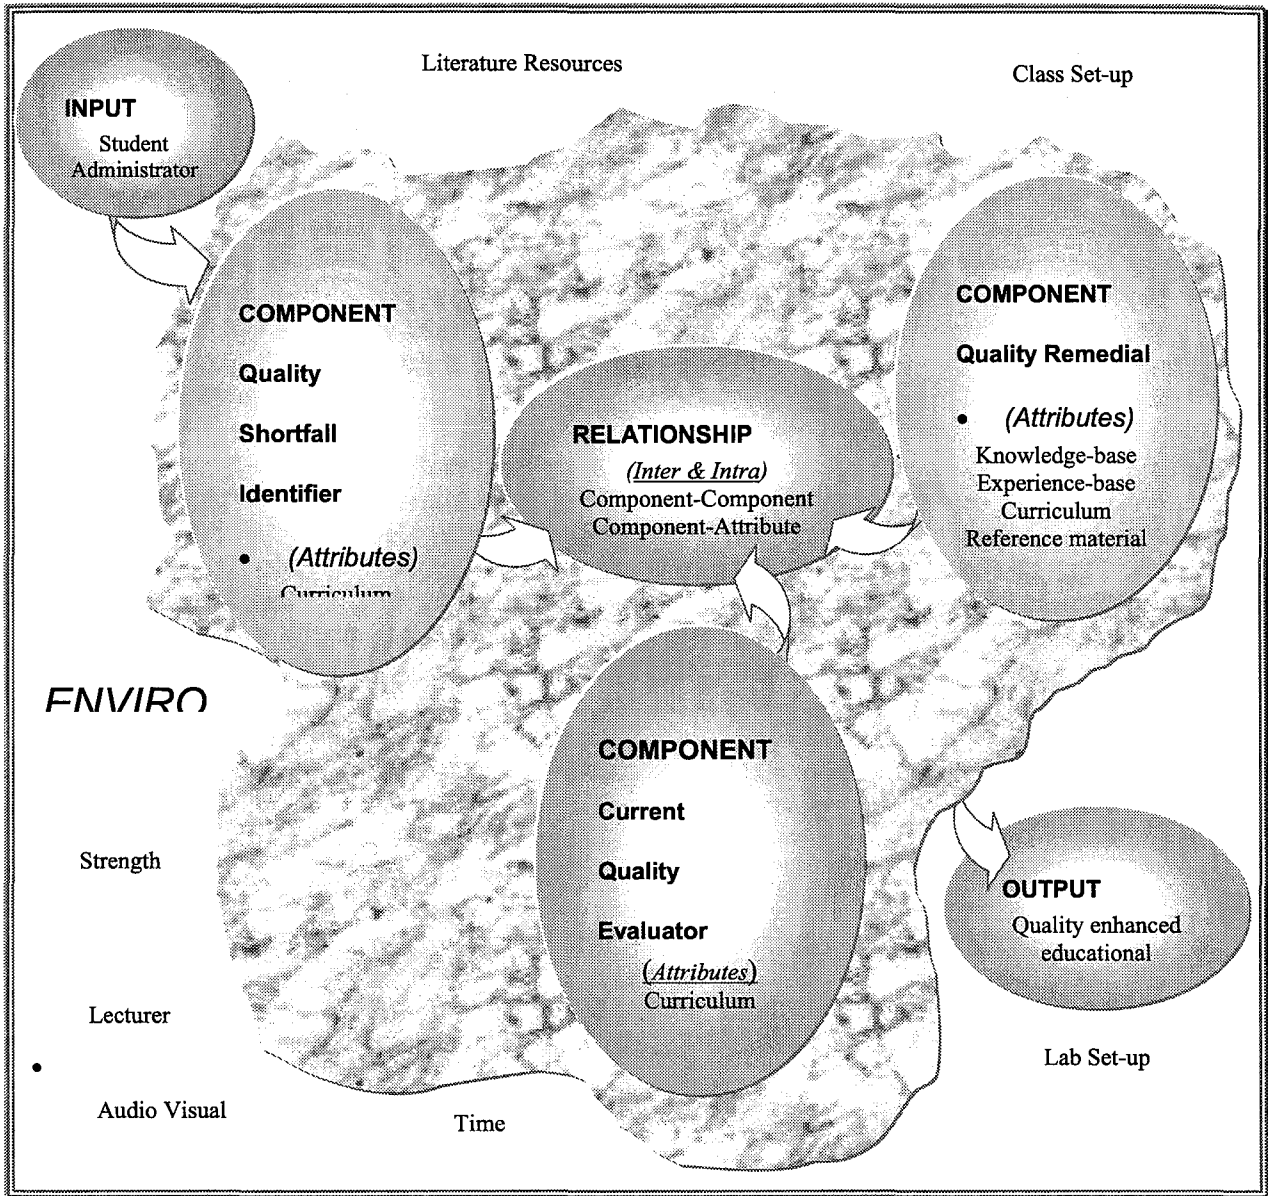 Literature Resources
Class Set-up
INPUT
Student
Administrator
COMPONENT
Quality
Shortfall
Identifier
• (Attributes)
Curriculum
RELATIONSHIP
(Inter & Intra)
Component-Component
Component-Attribute
COMPONENT
Quality Remedial
• (Attributes)
Knowledge-base
Experience-base
Curriculum
Reference material
ENVIRO
COMPONENT
Current
Quality
Evaluator
(Attributes)
Curriculum
Strength
Lecturer
•
Audio Visual
Time
OUTPUT
Quality enhanced
educational
Lab Set-up